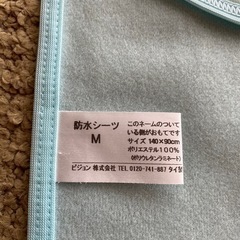 防水シーツ
M
このネームのついて
いる側がおもてです
サイズ 140×90cm
ポリエステル100%
(ポリウレタンラミネート)
ピジョン株式会社 TEL 0120-741-887 タイ製